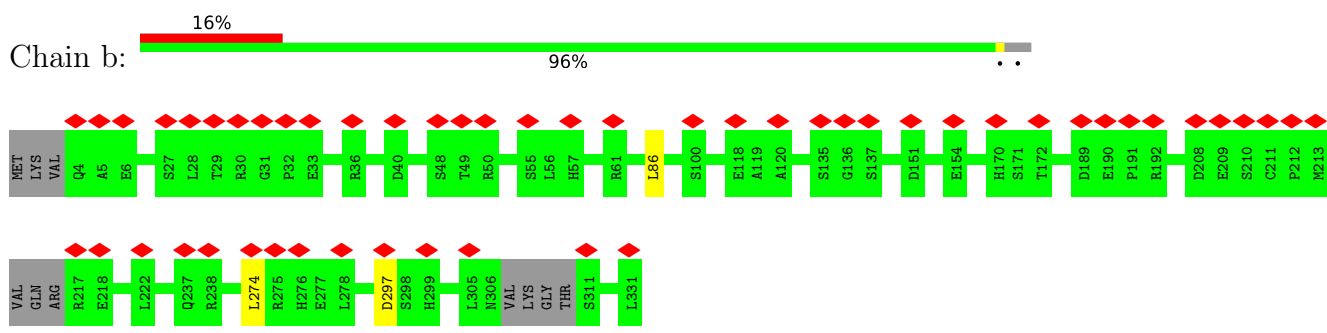 16%
Chain b:
96%
MET LYS VAL Q4 A5 E6 S27 L28 T29 R30 G31 P32 E33 R36 D40 S48 T49 R50 S55 L56 H57 R61 L86 S100 E118 A119 A120 S135 G136 S137 D151 E154 H170 S171 T172 D189 E190 P191 R192 D208 E209 S210 C211 P212 M213
VAL GLN ARG R217 E218 L222 Q237 R238 L274 R275 H276 E277 L278 D297 S298 H299 L305 N306 VAL LYS GLY THR S311 L331